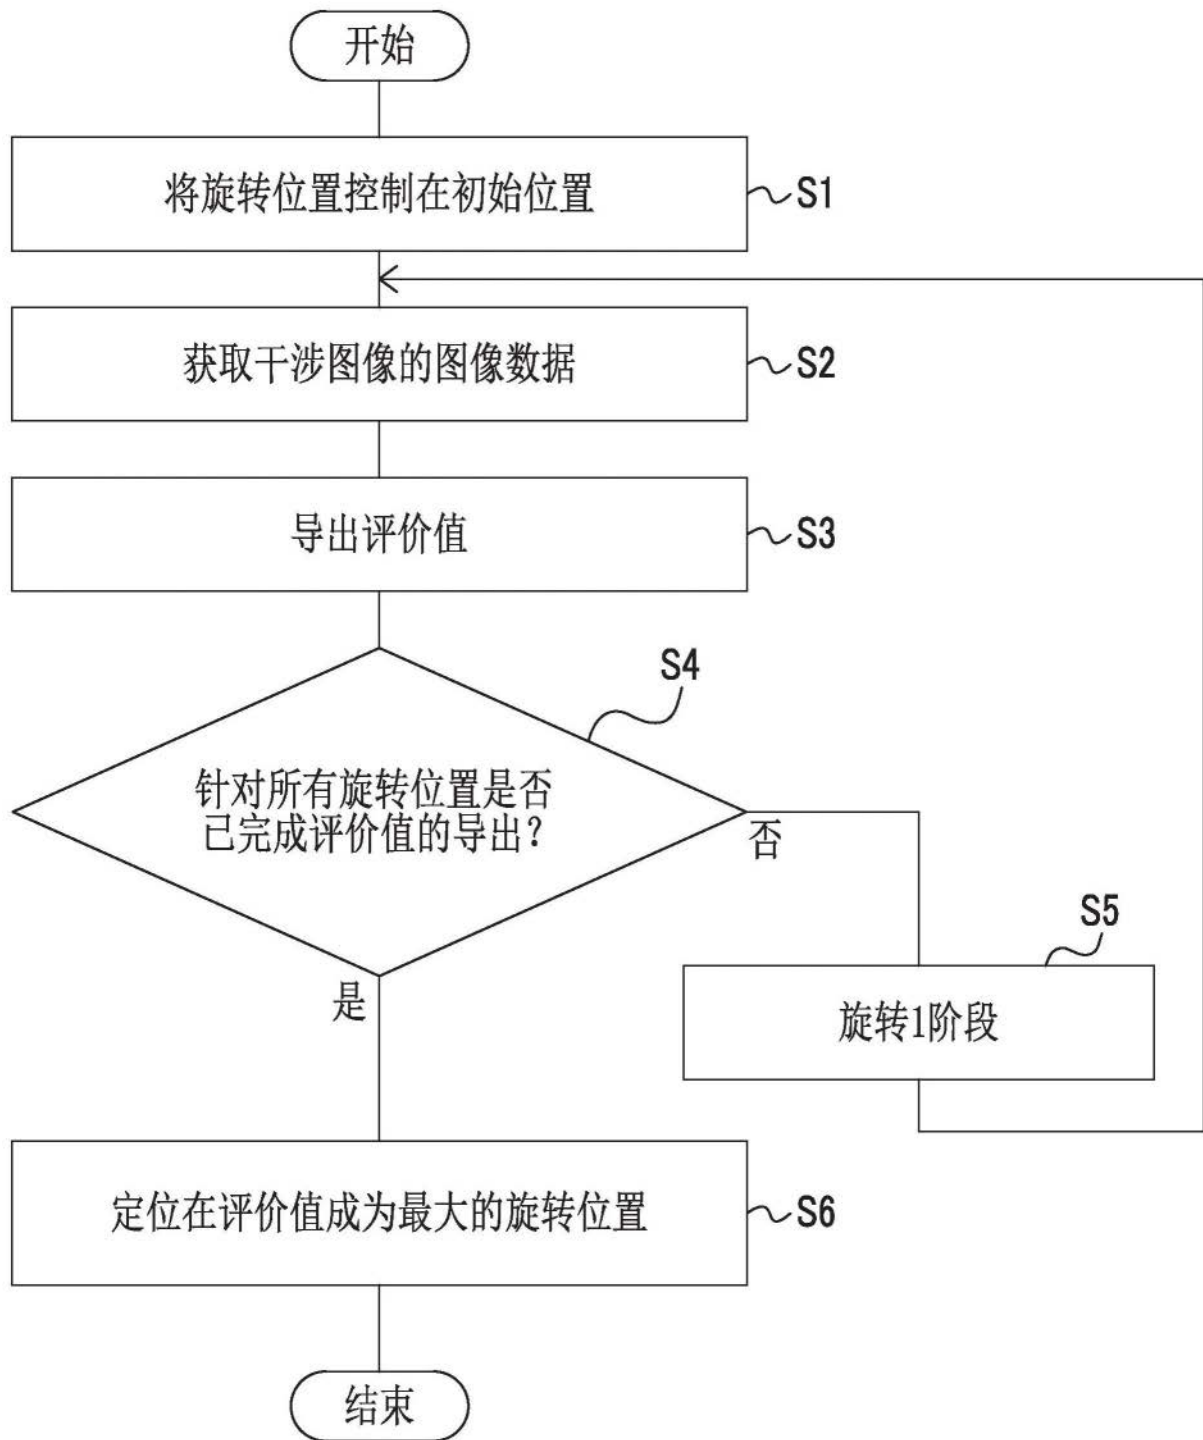 开始
将旋转位置控制在初始位置
S1
获取干涉图像的图像数据
S2
导出评价值
S3
S4
针对所有旋转位置是否
已完成评价值的导出？
否
S5
是
旋转1阶段
定位在评价值成为最大的旋转位置
S6
结束